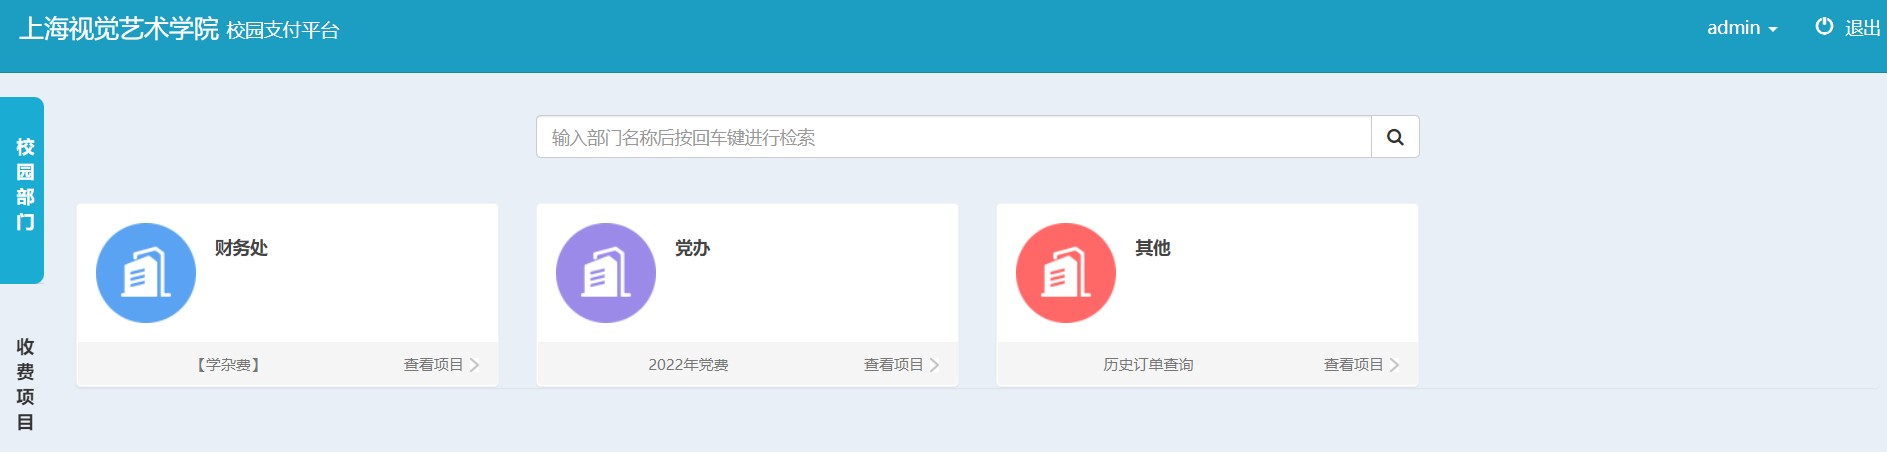 上海视觉艺术学院 校园支付平台
admin
退出
校园部门
收费项目
输入部门名称后按回车键进行检索
财务处
【学杂费】
查看项目
党办
2022年党费
查看项目
其他
历史订单查询
查看项目